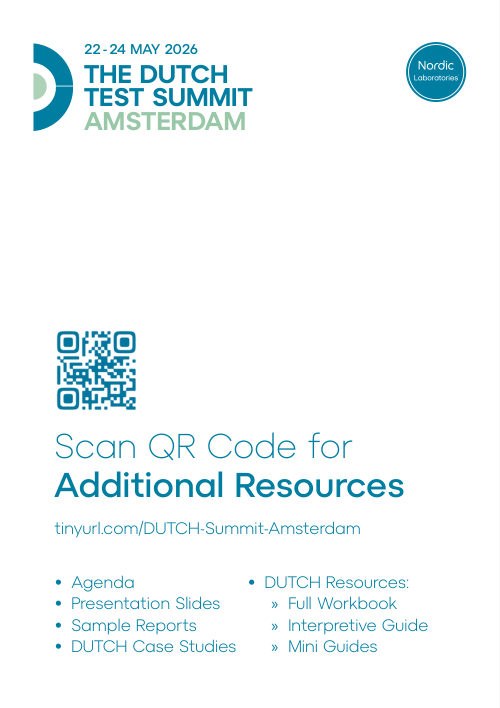 22-24 MAY 2026
THE DUTCH
TEST SUMMIT
AMSTERDAM
Nordic
Laboratories
Scan QR Code for
Additional Resources
tinyurl.com/DUTCH-Summit-Amsterdam
• Agenda
• Presentation Slides
• Sample Reports
• DUTCH Case Studies
• DUTCH Resources:
» Full Workbook
» Interpretive Guide
» Mini Guides